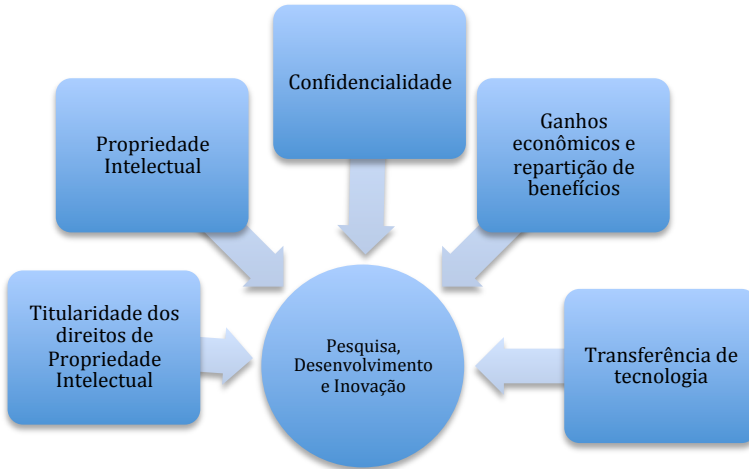 Confidencialidade
Propriedade
Intelectual
Ganhos
econômicos e
repartição de
benefícios
Titularidade dos
direitos de
Propriedade
Intelectual
Pesquisa,
Desenvolvimento
e Inovação
Transferência de
tecnologia